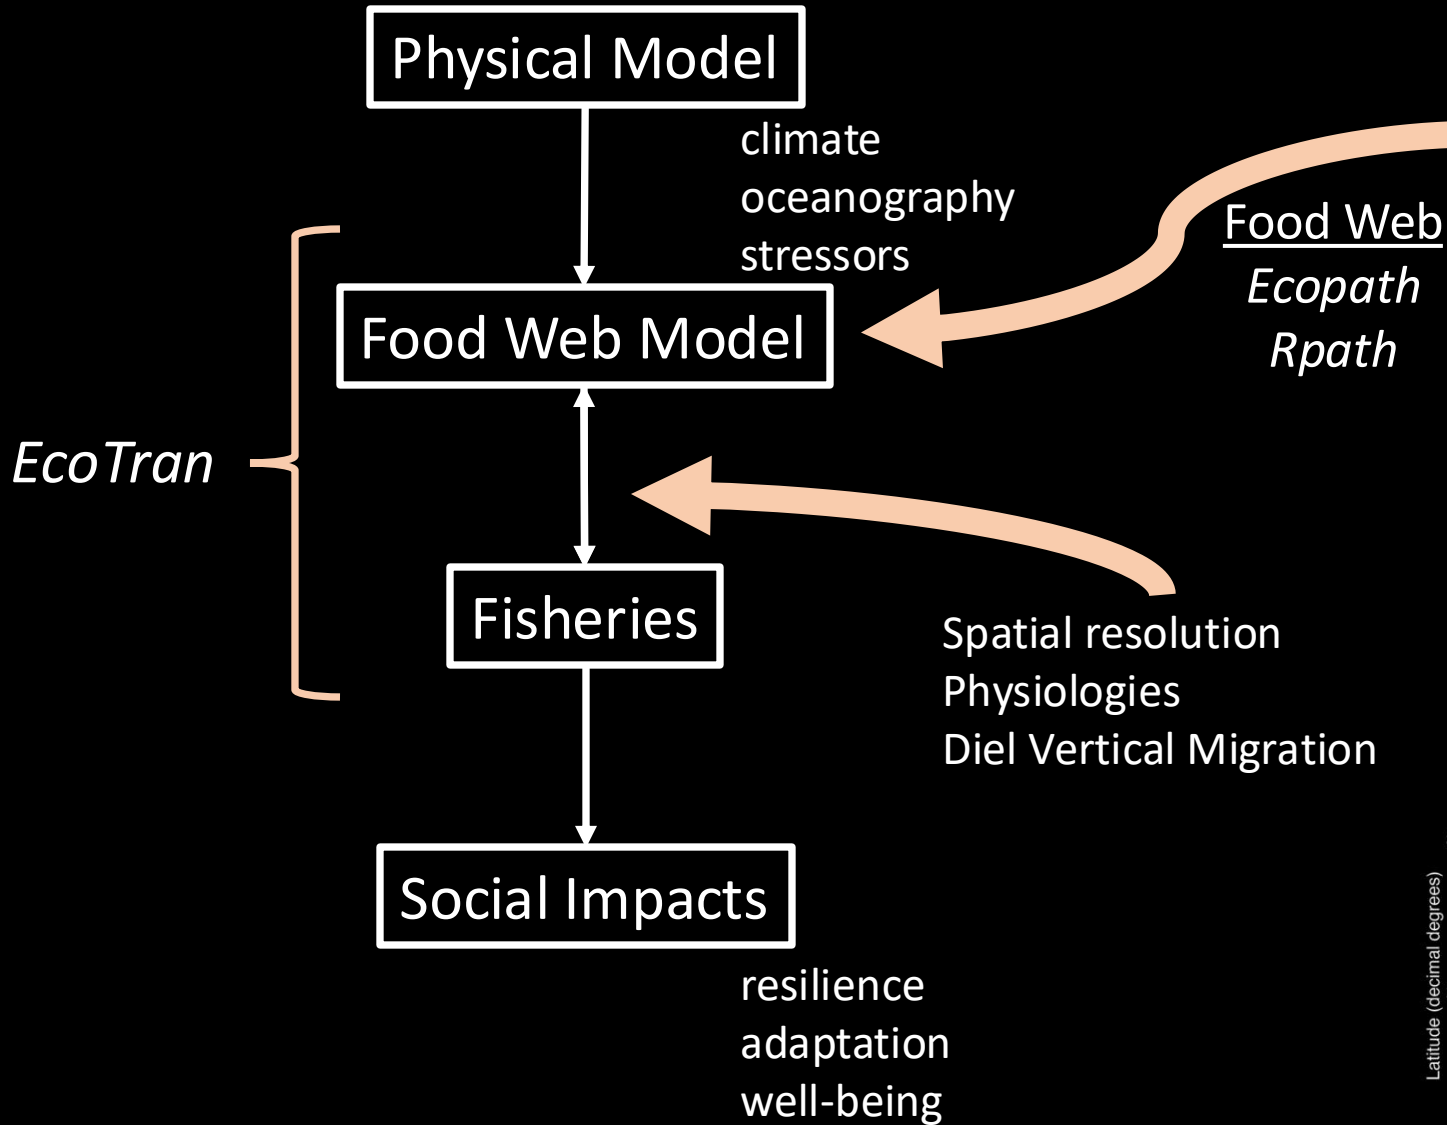 Physical Model
climate
oceanography
stressors
Food Web
Ecopath
Rpath
Food Web Model
EcoTran
Fisheries
Spatial resolution
Physiologies
Diel Vertical Migration
Social Impacts
resilience
adaptation
well-being
Latitude (decimal degrees)